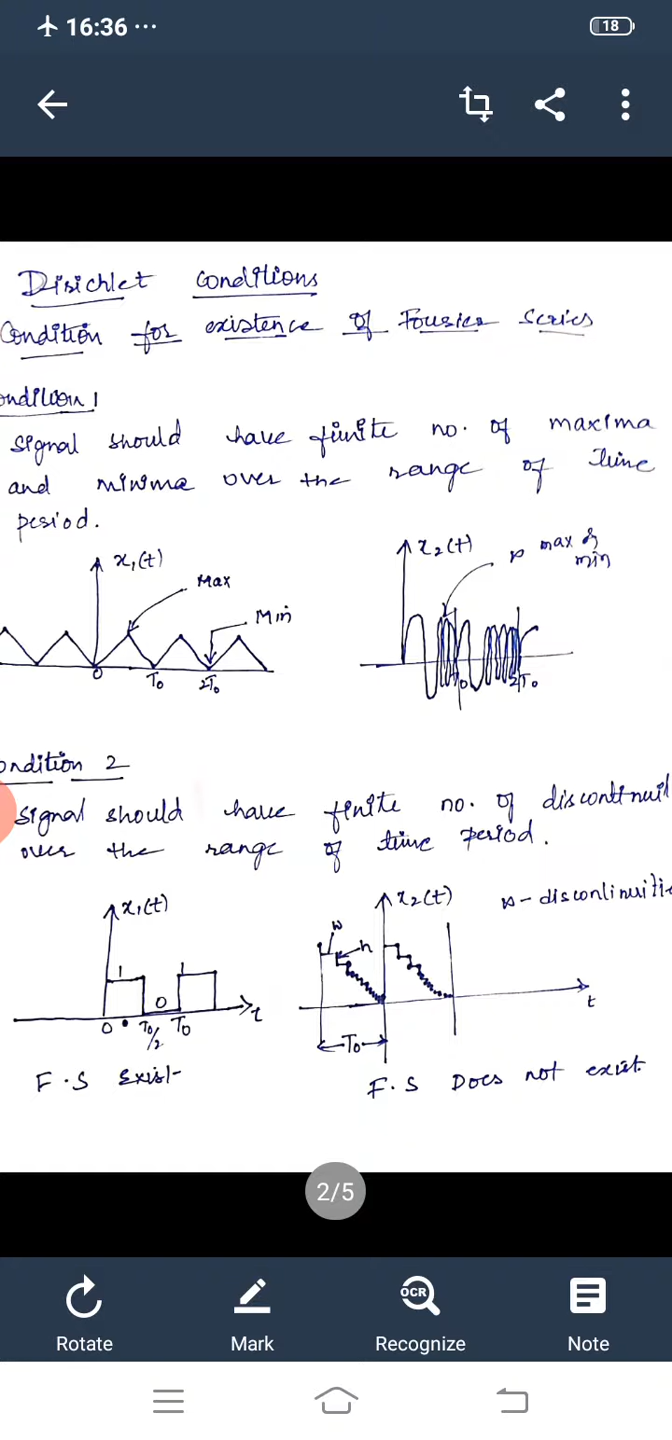 16:36 ...
18
Dirichlet Conditions
Condition for existence of Fourier Series
ondition 1
signal should have finite no. of maxima
and minima over the range of time
period.
x₁(t)
Max
Min
0 T₀ 2T₀
x₂(t)
∞ max &
min
T₀ 2T₀
ondition 2
signal should have finite no. of discontinuit
over the range of time period.
x₁(t)
1 1
0
0 T₀/2 T₀ t
F.S Exist
x₂(t)
∞ - discontinuitie
w
h
T₀
t
F.S Does not exist.
2/5
Rotate
Mark
OCR
Recognize
Note